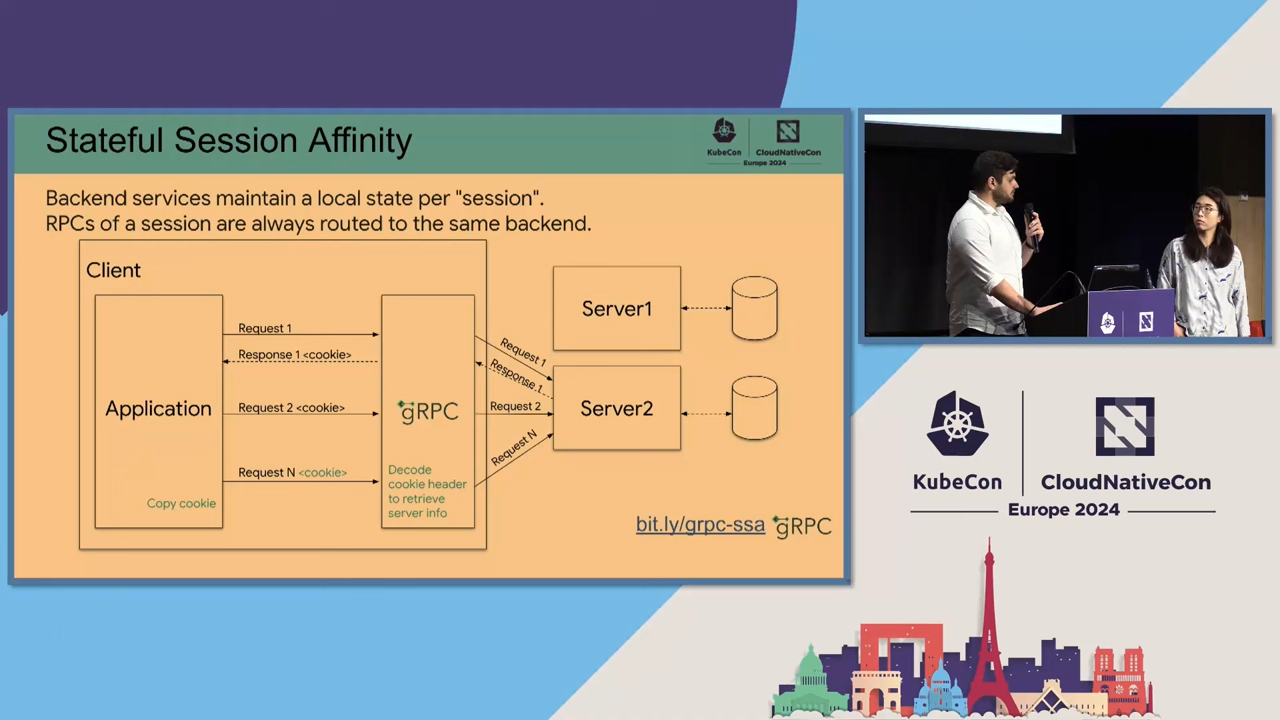 Stateful Session Affinity
KubeCon
CloudNativeCon
Europe 2024
Backend services maintain a local state per "session".
RPCs of a session are always routed to the same backend.
Client
Application
Copy cookie
Request 1
Response 1 <cookie>
Request 2 <cookie>
Request N <cookie>
gRPC
Decode
cookie header
to retrieve
server info
Request 1
Response 1
Request 2
Request N
Server1
Server2
bit.ly/grpc-ssa
gRPC
KubeCon
CloudNativeCon
Europe 2024